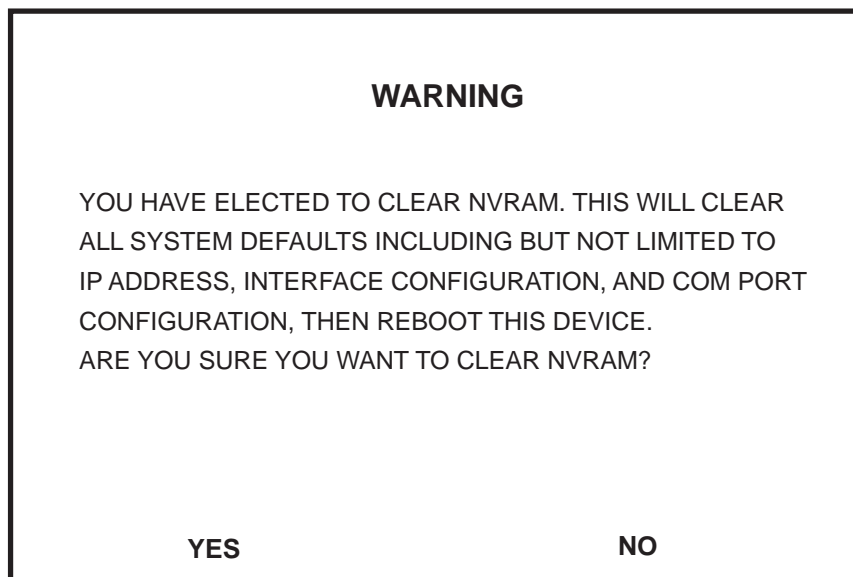 WARNING
YOU HAVE ELECTED TO CLEAR NVRAM. THIS WILL CLEAR
ALL SYSTEM DEFAULTS INCLUDING BUT NOT LIMITED TO
IP ADDRESS, INTERFACE CONFIGURATION, AND COM PORT
CONFIGURATION, THEN REBOOT THIS DEVICE.
ARE YOU SURE YOU WANT TO CLEAR NVRAM?
YES NO